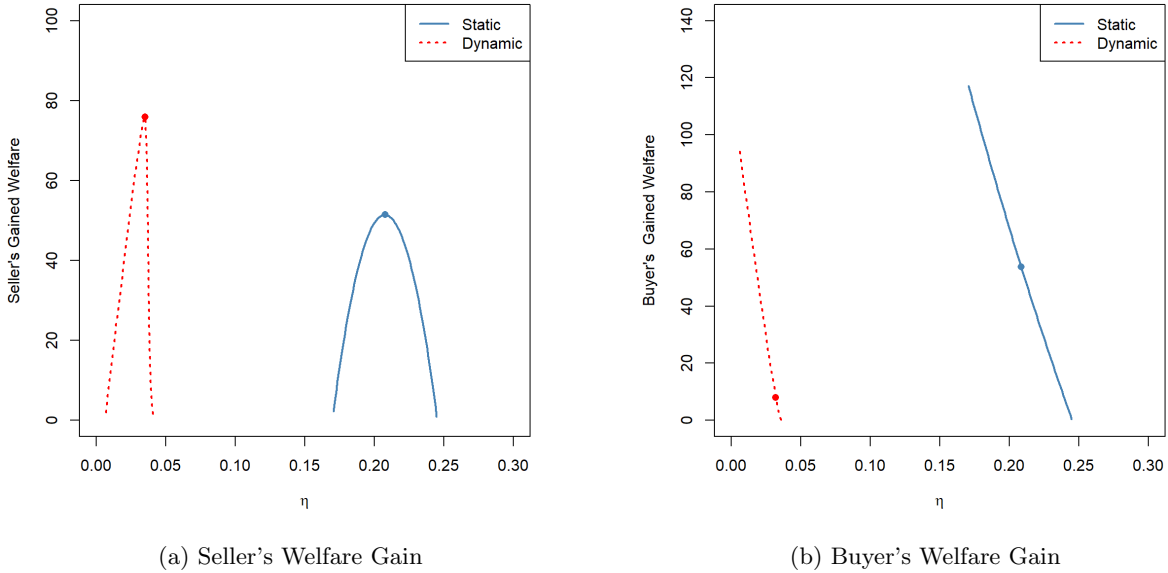 Static
Dynamic
Seller's Gained Welfare
100
80
60
40
20
0
0.00 0.05 0.10 0.15 0.20 0.25 0.30
η
(a) Seller's Welfare Gain
Static
Dynamic
Buyer's Gained Welfare
140
120
100
80
60
40
20
0
0.00 0.05 0.10 0.15 0.20 0.25 0.30
η
(b) Buyer's Welfare Gain